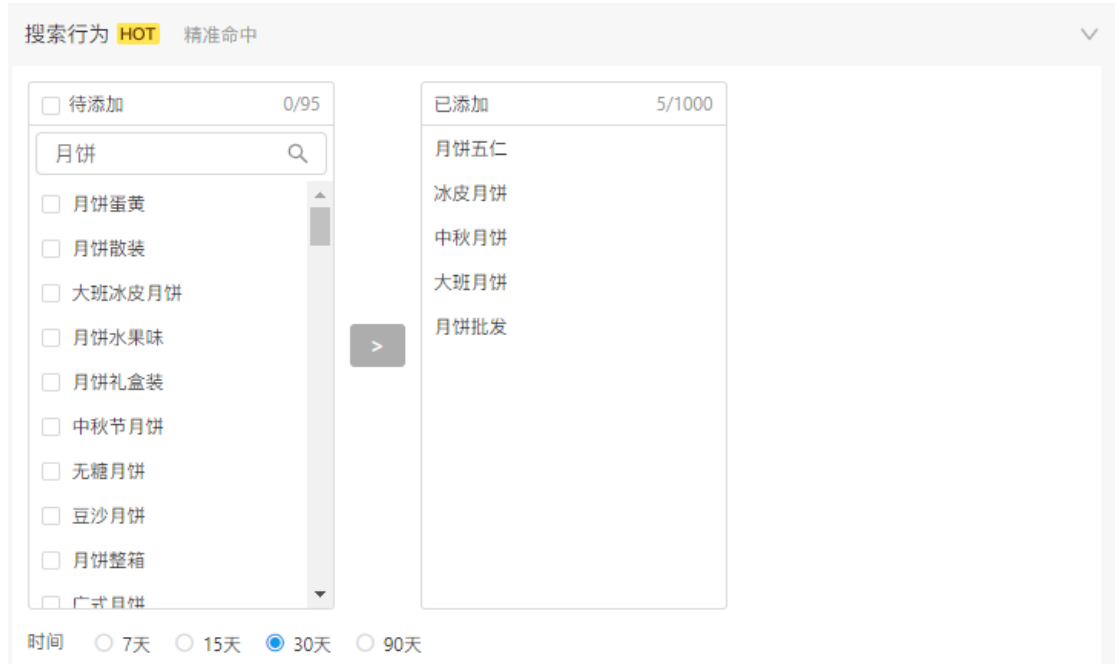 搜索行为 HOT 精准命中
待添加 0/95
月饼
月饼蛋黄
月饼散装
大班冰皮月饼
月饼水果味
月饼礼盒装
中秋节月饼
无糖月饼
豆沙月饼
月饼整箱
广式月饼
>
已添加 5/1000
月饼五仁
冰皮月饼
中秋月饼
大班月饼
月饼批发
时间 7天 15天 30天 90天